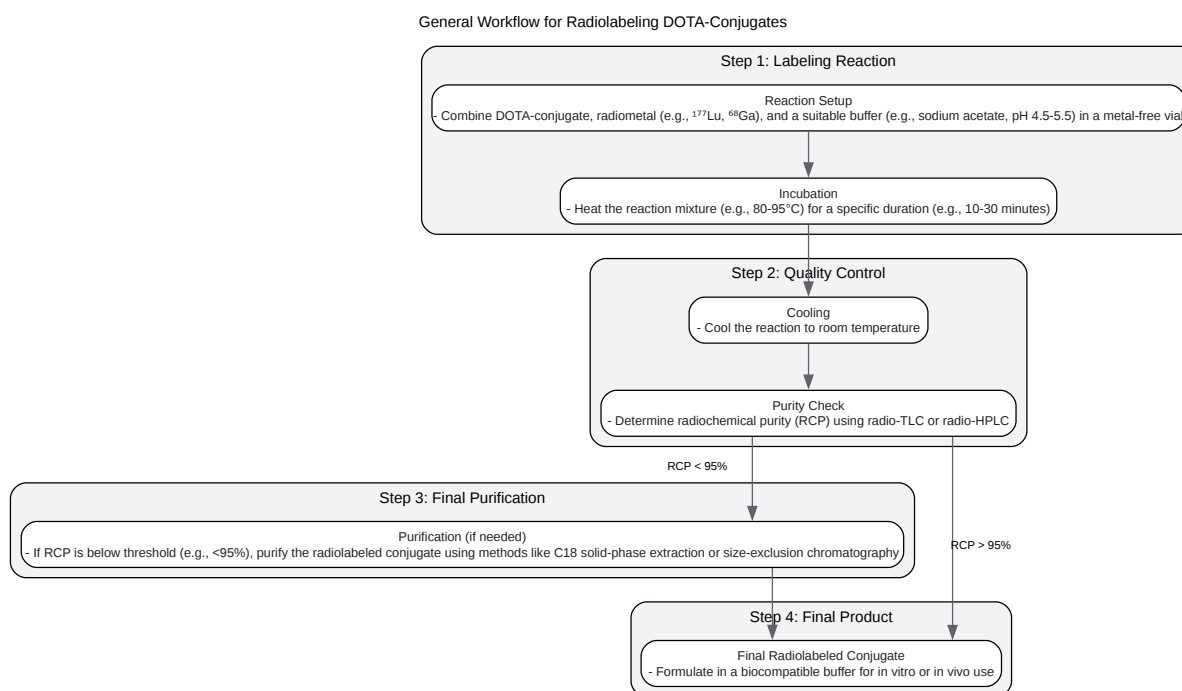 General Workflow for Radiolabeling DOTA-Conjugates
Step 1: Labeling Reaction
Reaction Setup
- Combine DOTA-conjugate, radiometal (e.g., ¹⁷⁷Lu, ⁶⁸Ga), and a suitable buffer (e.g., sodium acetate, pH 4.5-5.5) in a metal-free vial
Incubation
- Heat the reaction mixture (e.g., 80-95°C) for a specific duration (e.g., 10-30 minutes)
Step 2: Quality Control
Cooling
- Cool the reaction to room temperature
Purity Check
- Determine radiochemical purity (RCP) using radio-TLC or radio-HPLC
RCP < 95%
Step 3: Final Purification
Purification (if needed)
- If RCP is below threshold (e.g., <95%), purify the radiolabeled conjugate using methods like C18 solid-phase extraction or size-exclusion chromatography
RCP > 95%
Step 4: Final Product
Final Radiolabeled Conjugate
- Formulate in a biocompatible buffer for in vitro or in vivo use